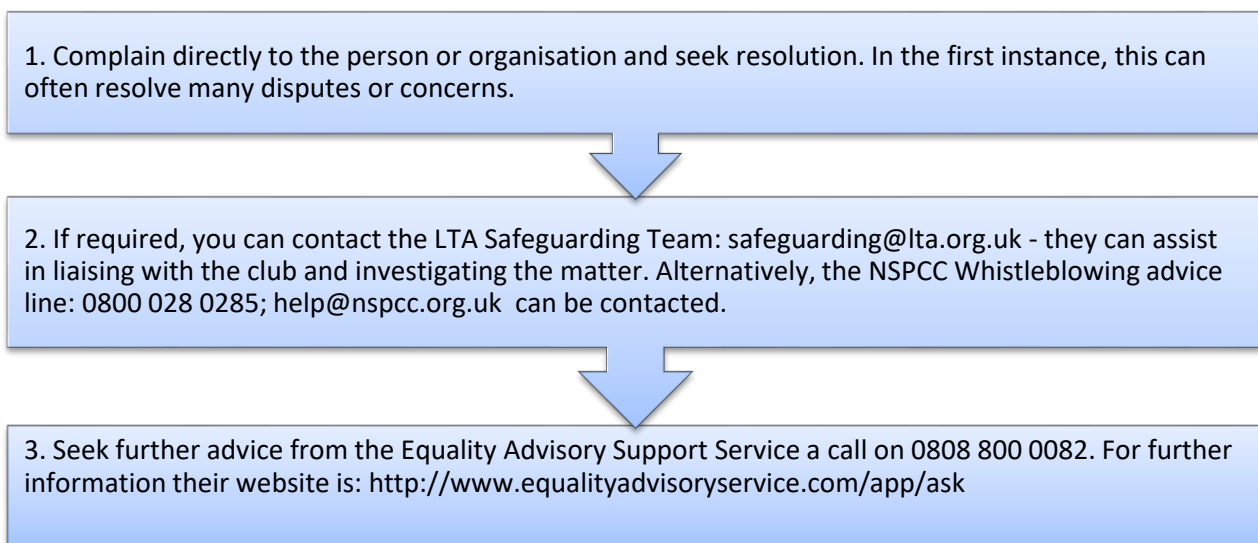 1. Complain directly to the person or organisation and seek resolution. In the first instance, this can
often resolve many disputes or concerns.
2. If required, you can contact the LTA Safeguarding Team: safeguarding@lta.org.uk - they can assist
in liaising with the club and investigating the matter. Alternatively, the NSPCC Whistleblowing advice
line: 0800 028 0285; help@nspcc.org.uk  can be contacted.
3. Seek further advice from the Equality Advisory Support Service a call on 0808 800 0082. For further
information their website is: http://www.equalityadvisoryservice.com/app/ask